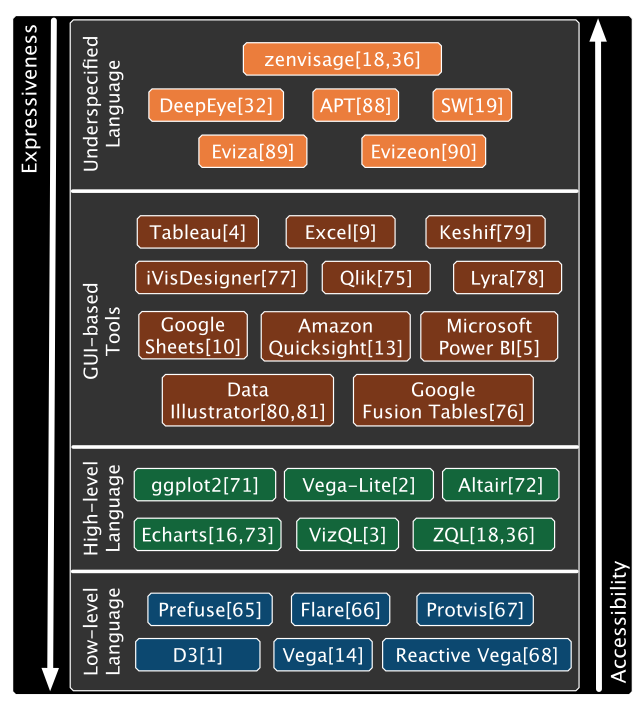 Expressiveness
Underspecified
Language
zenvisage[18,36]
DeepEye[32]
APT[88]
SW[19]
Eviza[89]
Evizeon[90]
GUI-based
Tools
Tableau[4]
Excel[9]
Keshif[79]
iVisDesigner[77]
Qlik[75]
Lyra[78]
Google
Sheets[10]
Amazon
Quicksight[13]
Microsoft
Power BI[5]
Data
Illustrator[80,81]
Google
Fusion Tables[76]
High-level
Language
ggplot2[71]
Vega-Lite[2]
Altair[72]
Echarts[16,73]
VizQL[3]
ZQL[18,36]
Low-level
Language
Prefuse[65]
Flare[66]
Protvis[67]
D3[1]
Vega[14]
Reactive Vega[68]
Accessibility